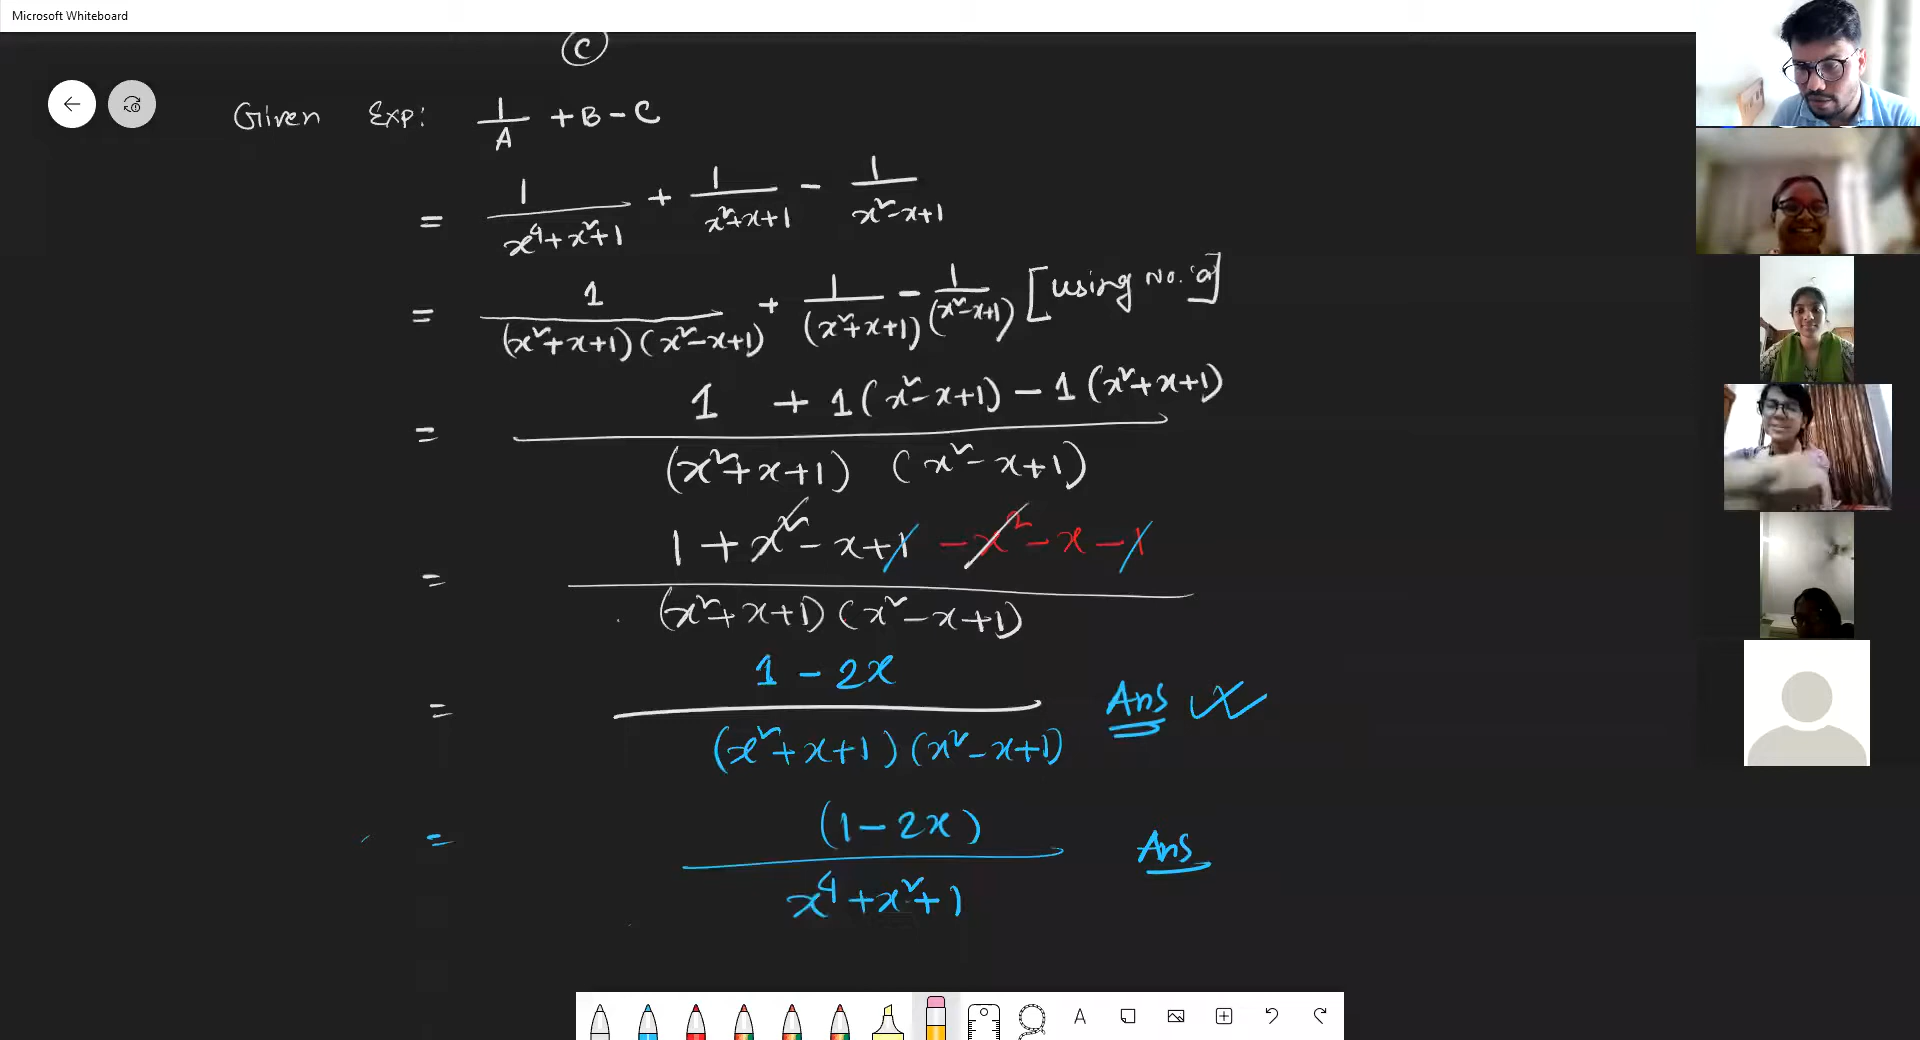 Microsoft Whiteboard
C
Given Exp: 1/A + B - C
= 1/(x⁴+x²+1) + 1/(x²+x+1) - 1/(x²-x+1)
= 1/((x²+x+1)(x²-x+1)) + 1/(x²+x+1) - 1/(x²-x+1) [using No. 'a']
= (1 + 1(x²-x+1) - 1(x²+x+1))/((x²+x+1)(x²-x+1))
= (1+x²-x+1-x²-x-1)/((x²+x+1)(x²-x+1))
= (1-2x)/((x²+x+1)(x²-x+1)) Ans
= (1-2x)/(x⁴+x²+1) Ans
A